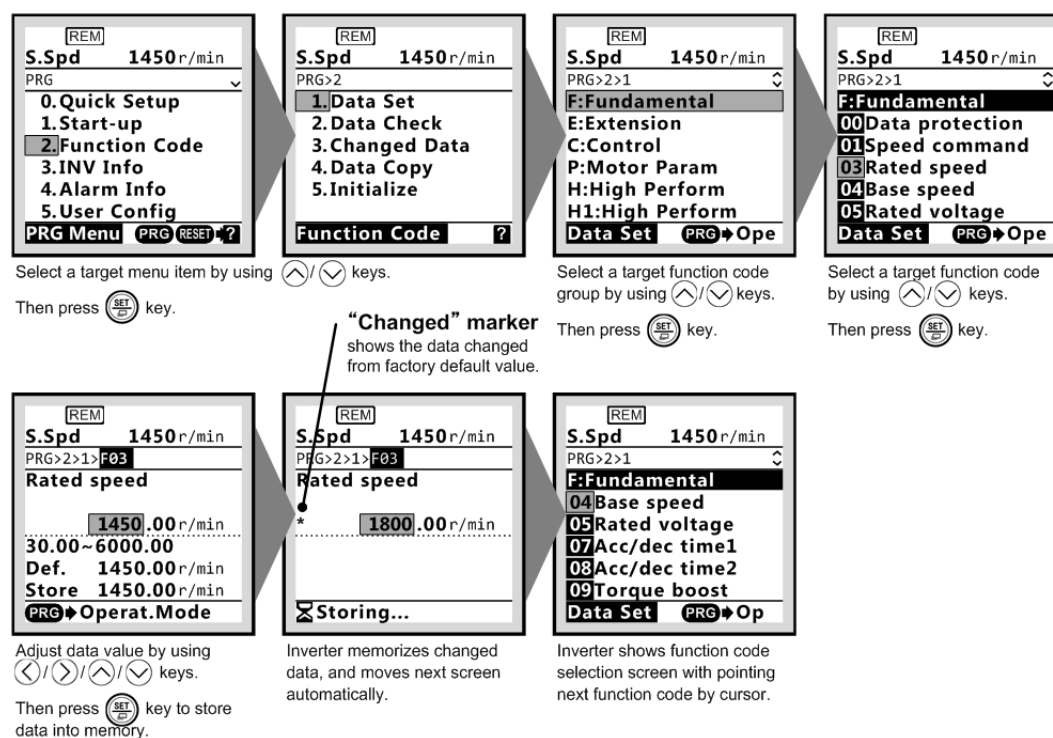 REM
S.Spd 1450r/min
PRG
0.Quick Setup
1.Start-up
2.Function Code
3.INV Info
4.Alarm Info
5.User Config
PRG Menu PRG RESET ?
REM
S.Spd 1450r/min
PRG>2
1.Data Set
2.Data Check
3.Changed Data
4.Data Copy
5.Initialize
Function Code ?
REM
S.Spd 1450r/min
PRG>2>1
F:Fundamental
E:Extension
C:Control
P:Motor Param
H:High Perform
H1:High Perform
Data Set PRG Ope
REM
S.Spd 1450r/min
PRG>2>1
F:Fundamental
00Data protection
01Speed command
03Rated speed
04Base speed
05Rated voltage
Data Set PRG Ope
Select a target menu item by using / keys.
Then press SET key.
Select a target function code
group by using / keys.
Then press SET key.
Select a target function code
by using / keys.
Then press SET key.
"Changed" marker
shows the data changed
from factory default value.
REM
S.Spd 1450r/min
PRG>2>1>F03
Rated speed
1450.00r/min
30.00~6000.00
Def. 1450.00r/min
Store 1450.00r/min
PRG Operat.Mode
REM
S.Spd 1450r/min
PRG>2>1>F03
Rated speed
* 1800.00r/min
Storing...
REM
S.Spd 1450r/min
PRG>2>1
F:Fundamental
04Base speed
05Rated voltage
07Acc/dec time1
08Acc/dec time2
09Torque boost
Data Set PRG Op
Adjust data value by using
/ / / keys.
Then press SET key to store
data into memory.
Inverter memorizes changed
data, and moves next screen
automatically.
Inverter shows function code
selection screen with pointing
next function code by cursor.